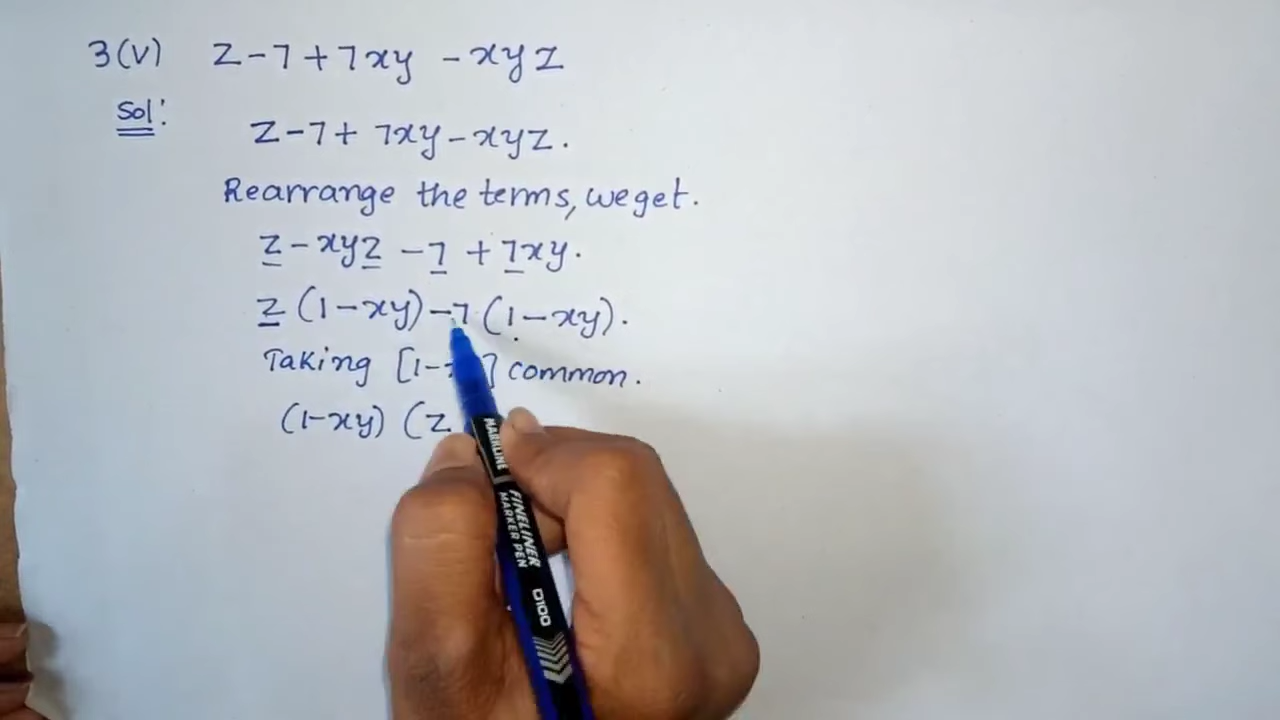 3(v) z-7+7xy -xyz
Sol:
z-7+ 7xy-xyz.
Rearrange the terms, we get.
z-xyz -7 +7xy.
z(1-xy)-7(1-xy).
Taking [1- ] common.
(1-xy) (z
MARKLINE
FINELINER
MARKER PEN
D100